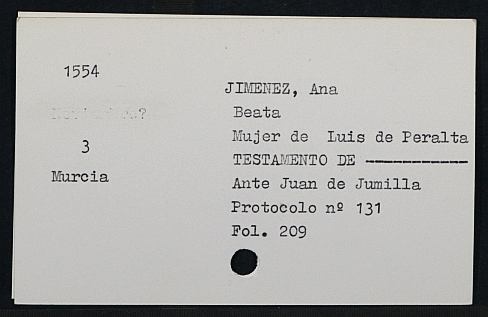 1554
3
Murcia
JIMENEZ, Ana
Beata
Mujer de Luis de Peralta
TESTAMENTO DE ———————————
Ante Juan de Jumilla
Protocolo nº 131
Fol. 209